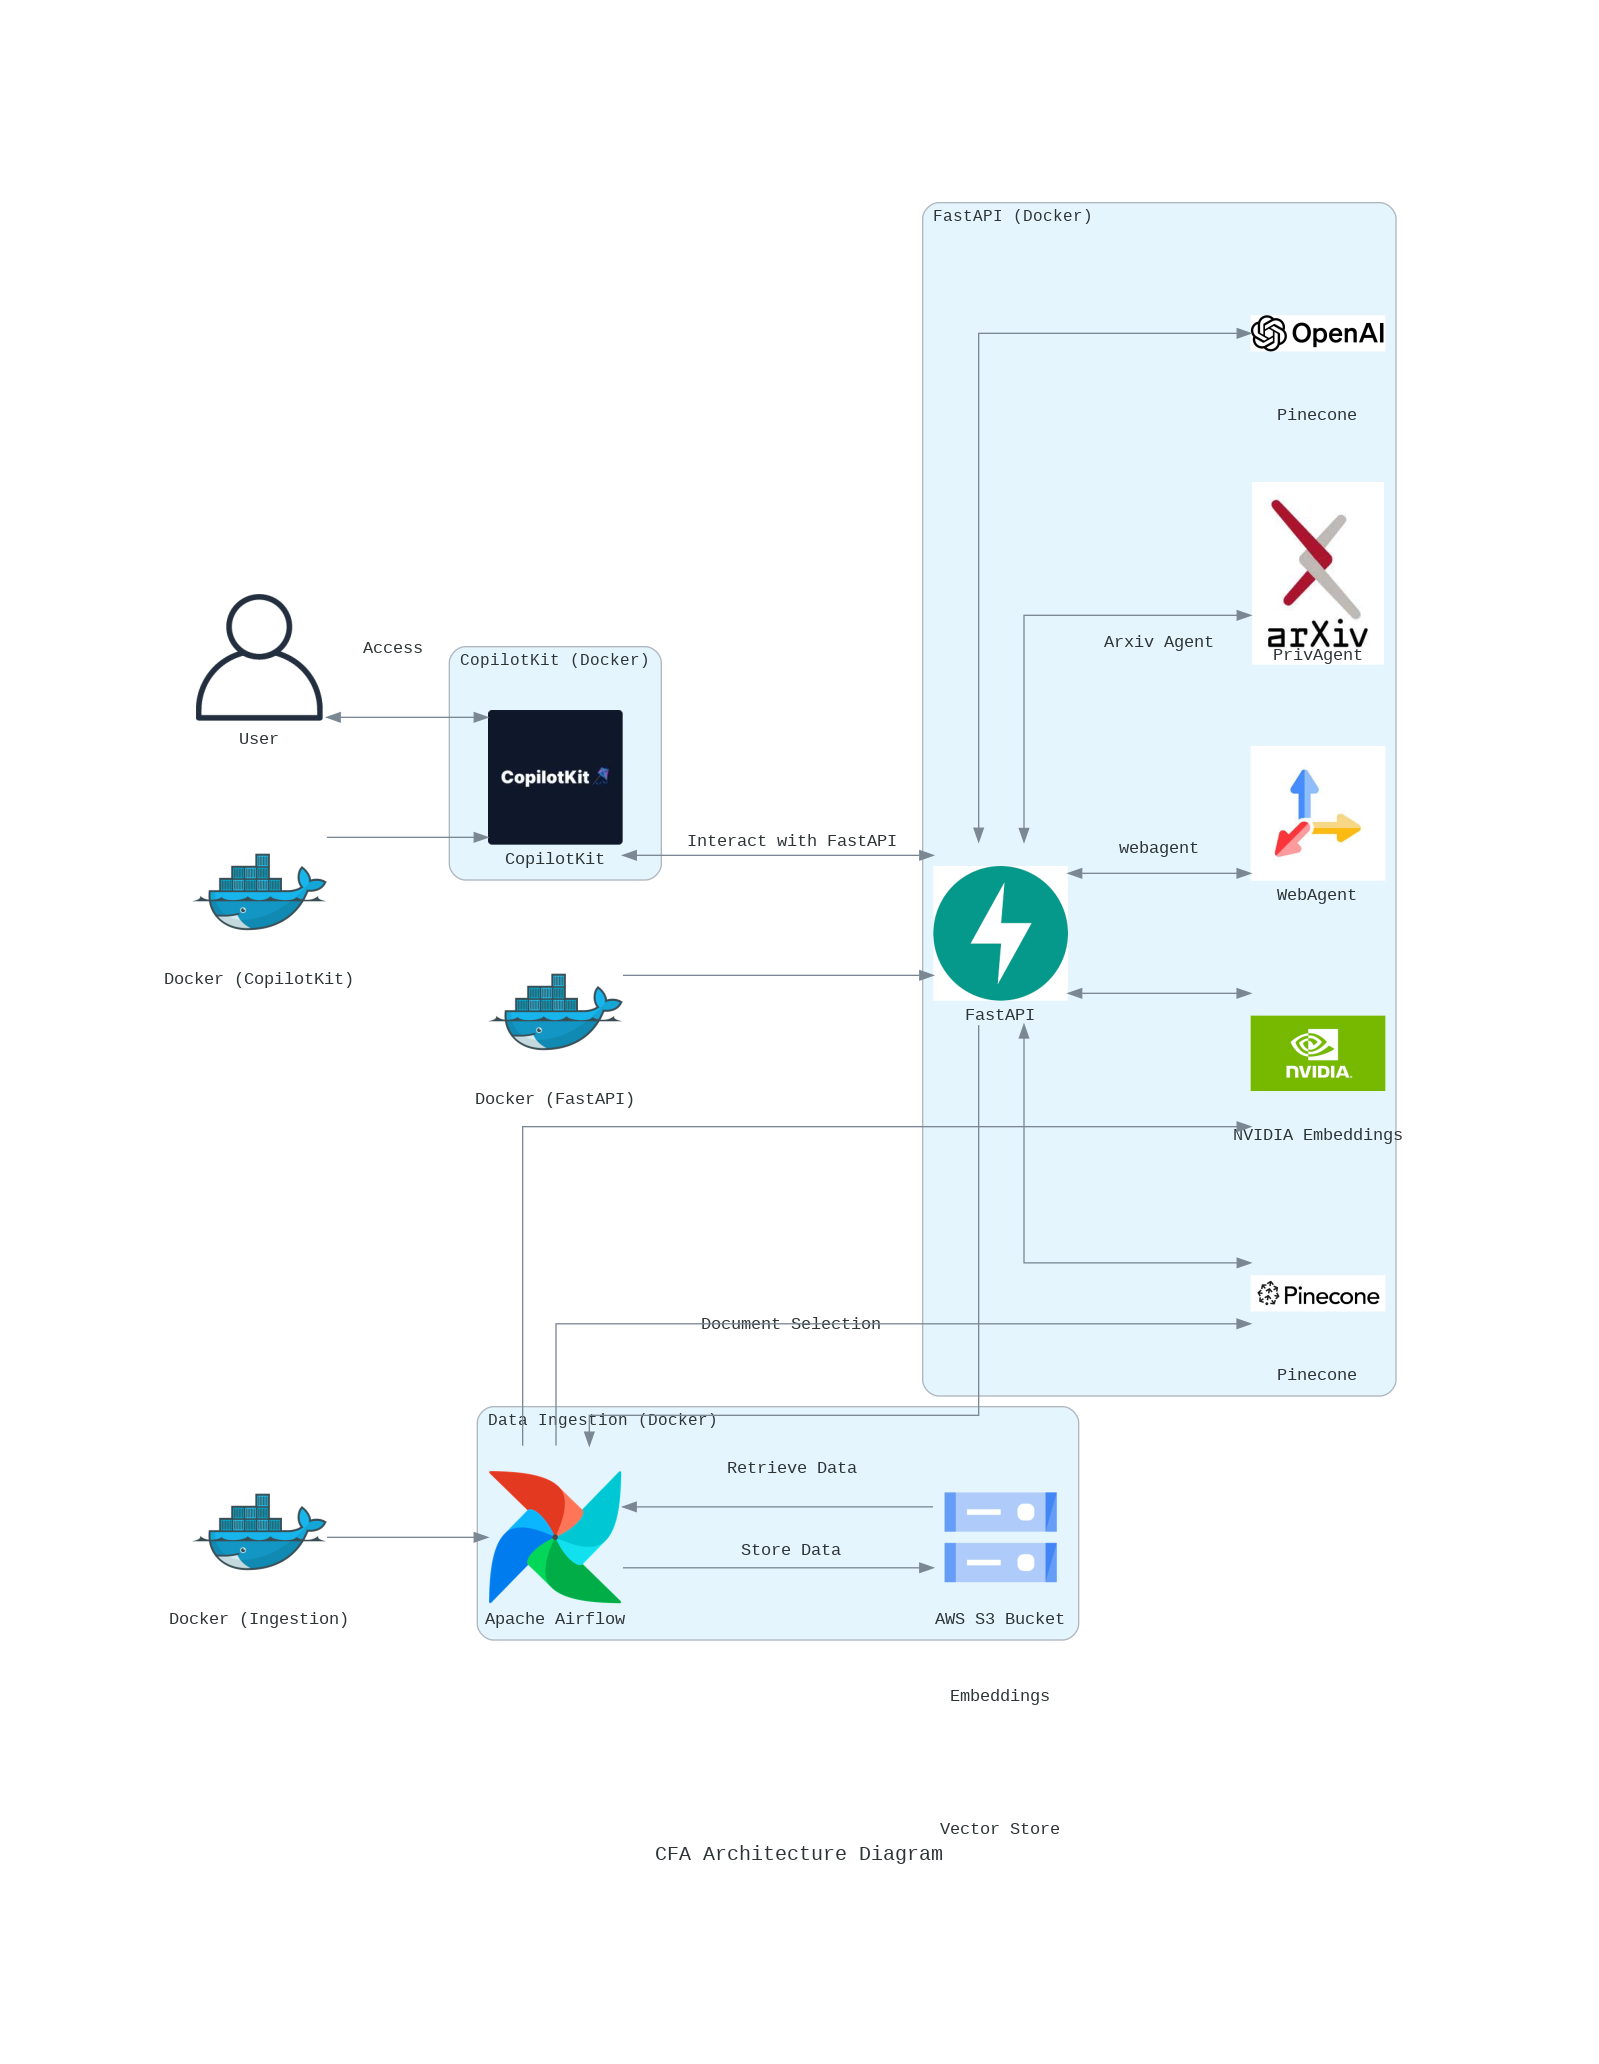 FastAPI (Docker)
OpenAI
Pinecone
arXiv
PrivAgent
Arxiv Agent
Access
User
CopilotKit (Docker)
CopilotKit
CopilotKit
Interact with FastAPI
webagent
WebAgent
Docker (CopilotKit)
FastAPI
Docker (FastAPI)
NVIDIA
NVIDIA Embeddings
Pinecone
Document Selection
Pinecone
Data Ingestion (Docker)
Retrieve Data
Store Data
Docker (Ingestion)
Apache Airflow
AWS S3 Bucket
Embeddings
Vector Store
CFA Architecture Diagram